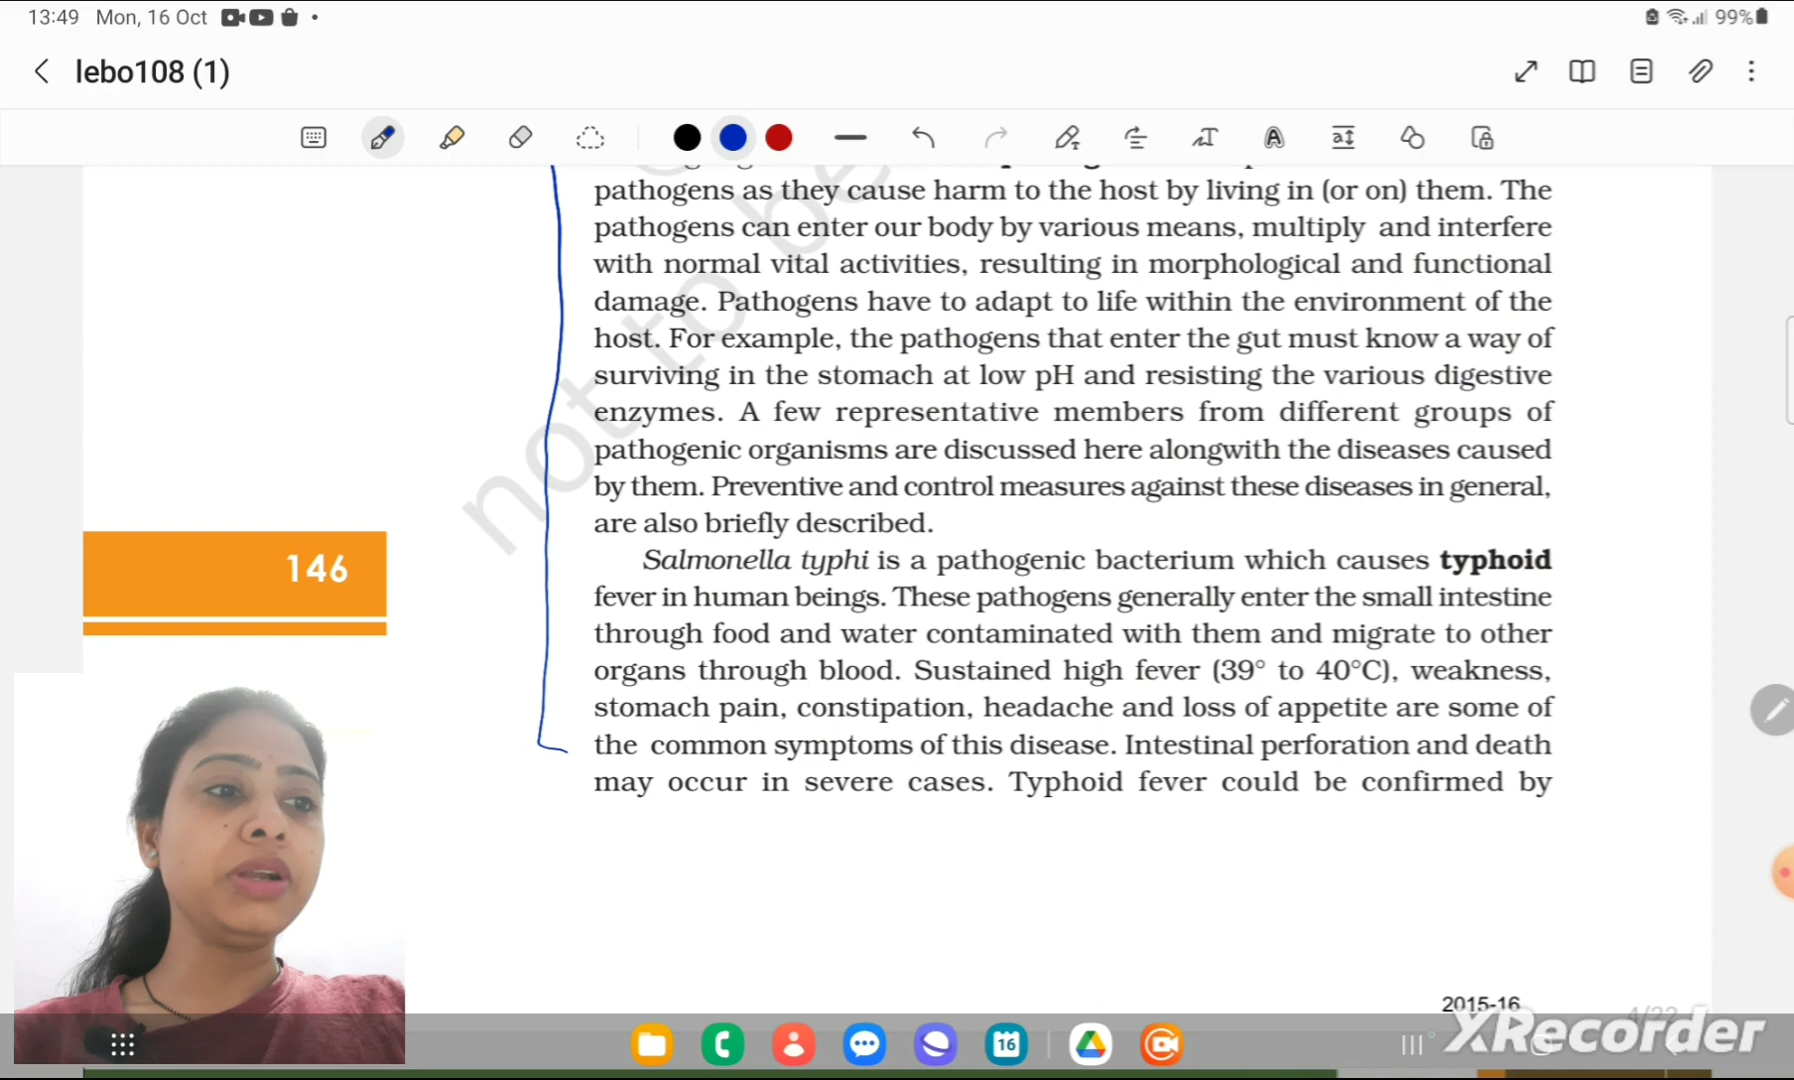 13:49 Mon, 16 Oct
99%
lebo108 (1)
pathogens as they cause harm to the host by living in (or on) them. The
pathogens can enter our body by various means, multiply and interfere
with normal vital activities, resulting in morphological and functional
damage. Pathogens have to adapt to life within the environment of the
host. For example, the pathogens that enter the gut must know a way of
surviving in the stomach at low pH and resisting the various digestive
enzymes. A few representative members from different groups of
pathogenic organisms are discussed here alongwith the diseases caused
by them. Preventive and control measures against these diseases in general,
are also briefly described.
Salmonella typhi is a pathogenic bacterium which causes typhoid
fever in human beings. These pathogens generally enter the small intestine
through food and water contaminated with them and migrate to other
organs through blood. Sustained high fever (39° to 40°C), weakness,
stomach pain, constipation, headache and loss of appetite are some of
the common symptoms of this disease. Intestinal perforation and death
may occur in severe cases. Typhoid fever could be confirmed by
not to be
146
2015-16
4/22
XRecorder
16